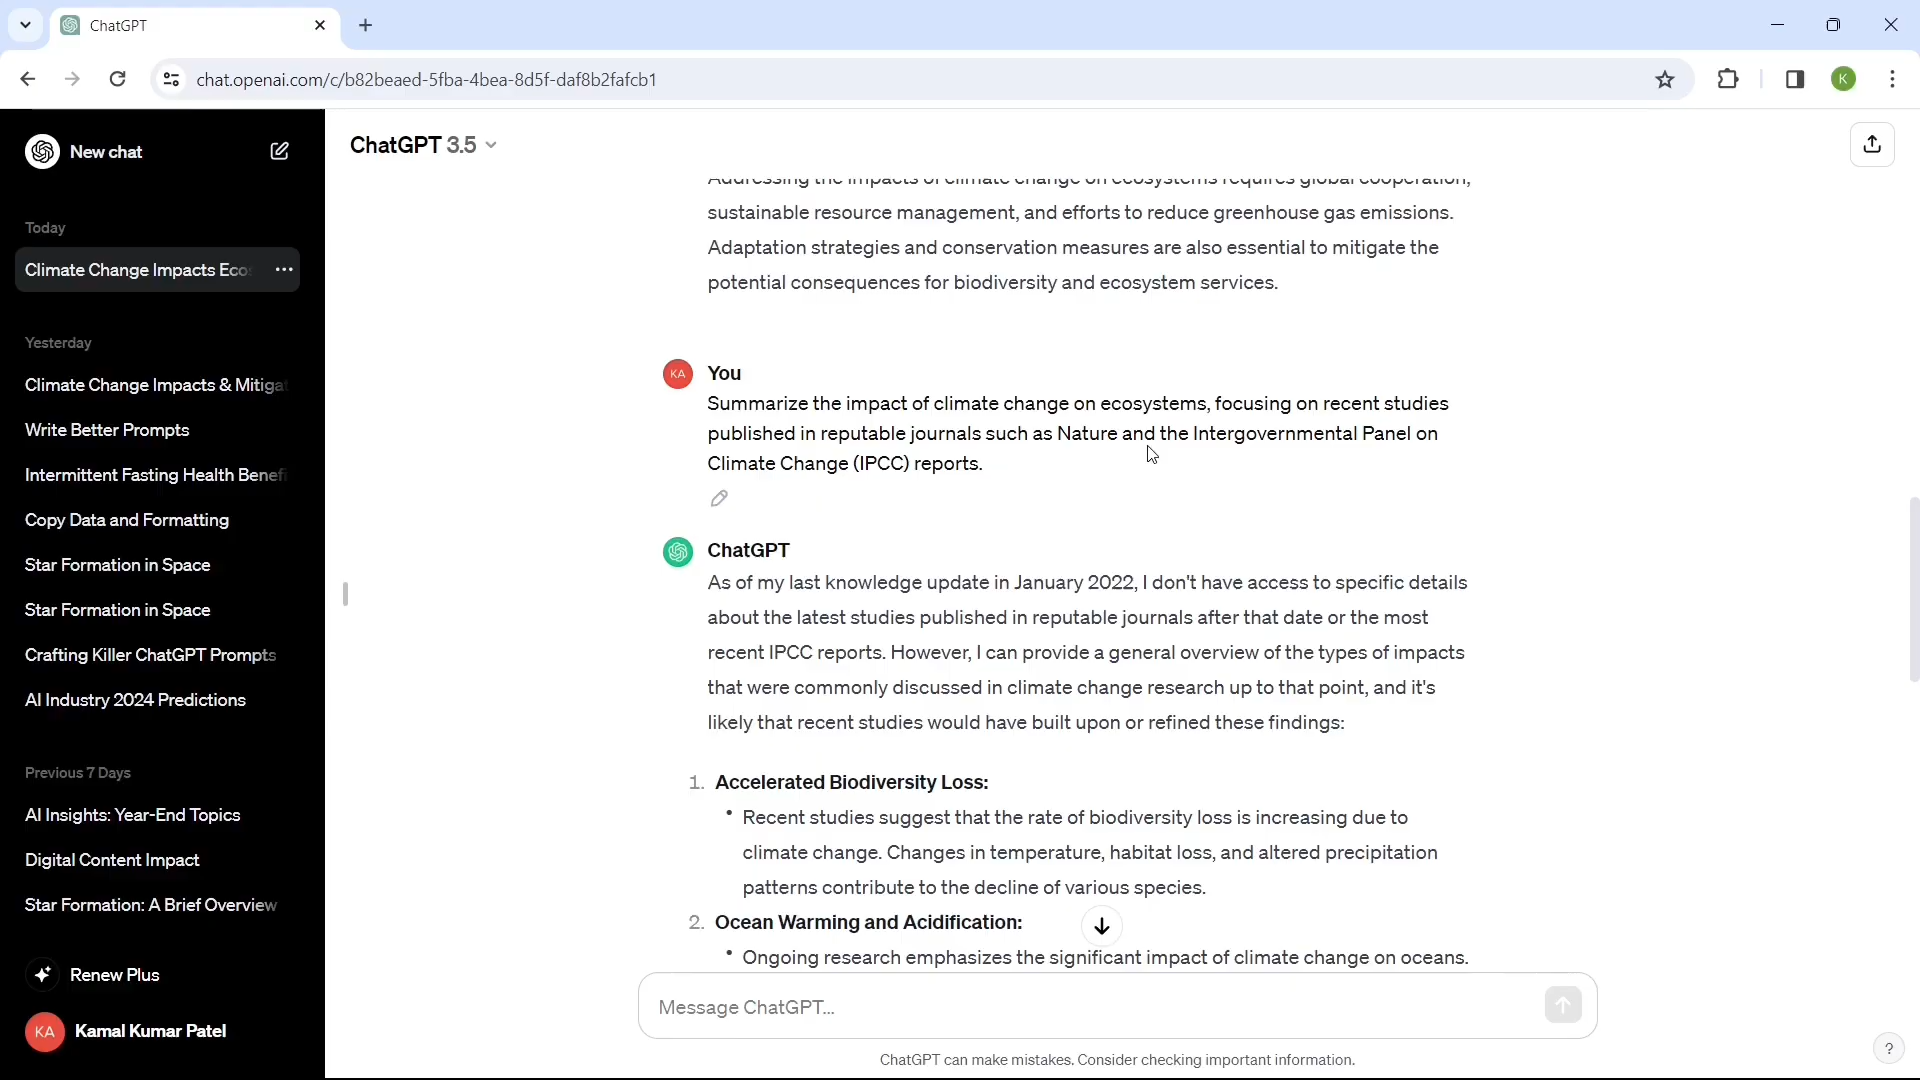 ChatGPT
chat.openai.com/c/b82beaed-5fba-4bea-8d5f-daf8b2fafcb1
K
New chat
Today
Climate Change Impacts Eco
Yesterday
Climate Change Impacts & Mitigat
Write Better Prompts
Intermittent Fasting Health Benefi
Copy Data and Formatting
Star Formation in Space
Star Formation in Space
Crafting Killer ChatGPT Prompts
AI Industry 2024 Predictions
Previous 7 Days
AI Insights: Year-End Topics
Digital Content Impact
Star Formation: A Brief Overview
Renew Plus
KA Kamal Kumar Patel
ChatGPT 3.5
Addressing the impacts of climate change on ecosystems requires global cooperation,
sustainable resource management, and efforts to reduce greenhouse gas emissions.
Adaptation strategies and conservation measures are also essential to mitigate the
potential consequences for biodiversity and ecosystem services.
KA You
Summarize the impact of climate change on ecosystems, focusing on recent studies
published in reputable journals such as Nature and the Intergovernmental Panel on
Climate Change (IPCC) reports.
ChatGPT
As of my last knowledge update in January 2022, I don't have access to specific details
about the latest studies published in reputable journals after that date or the most
recent IPCC reports. However, I can provide a general overview of the types of impacts
that were commonly discussed in climate change research up to that point, and it's
likely that recent studies would have built upon or refined these findings:
1. Accelerated Biodiversity Loss:
• Recent studies suggest that the rate of biodiversity loss is increasing due to
climate change. Changes in temperature, habitat loss, and altered precipitation
patterns contribute to the decline of various species.
2. Ocean Warming and Acidification:
• Ongoing research emphasizes the significant impact of climate change on oceans.
Message ChatGPT...
ChatGPT can make mistakes. Consider checking important information.
?